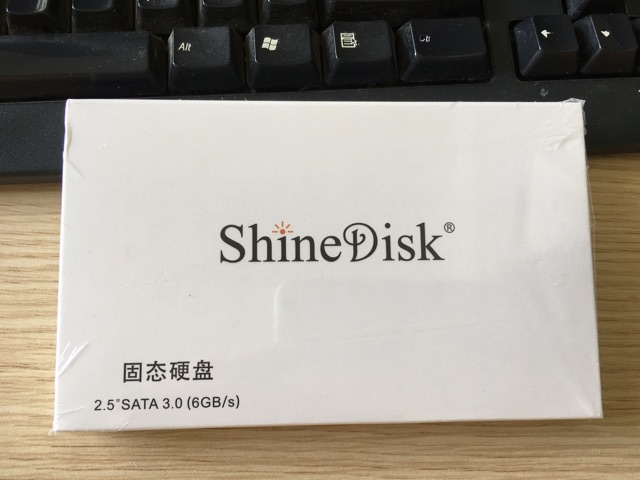 Alt
ShineDisk®
固态硬盘
2.5"SATA 3.0 (6GB/s)